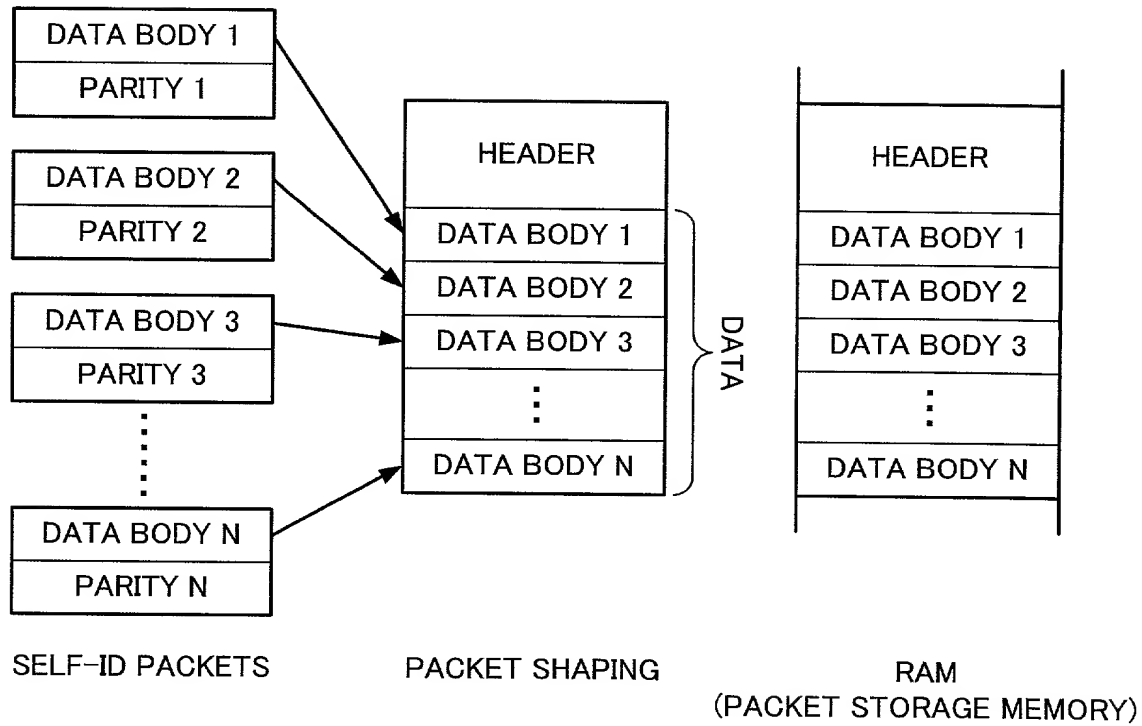 DATA BODY 1
PARITY 1
DATA BODY 2
PARITY 2
DATA BODY 3
PARITY 3
DATA BODY N
PARITY N
SELF-ID PACKETS
HEADER
DATA BODY 1
DATA BODY 2
DATA BODY 3
DATA BODY N
DATA
PACKET SHAPING
HEADER
DATA BODY 1
DATA BODY 2
DATA BODY 3
DATA BODY N
RAM
(PACKET STORAGE MEMORY)